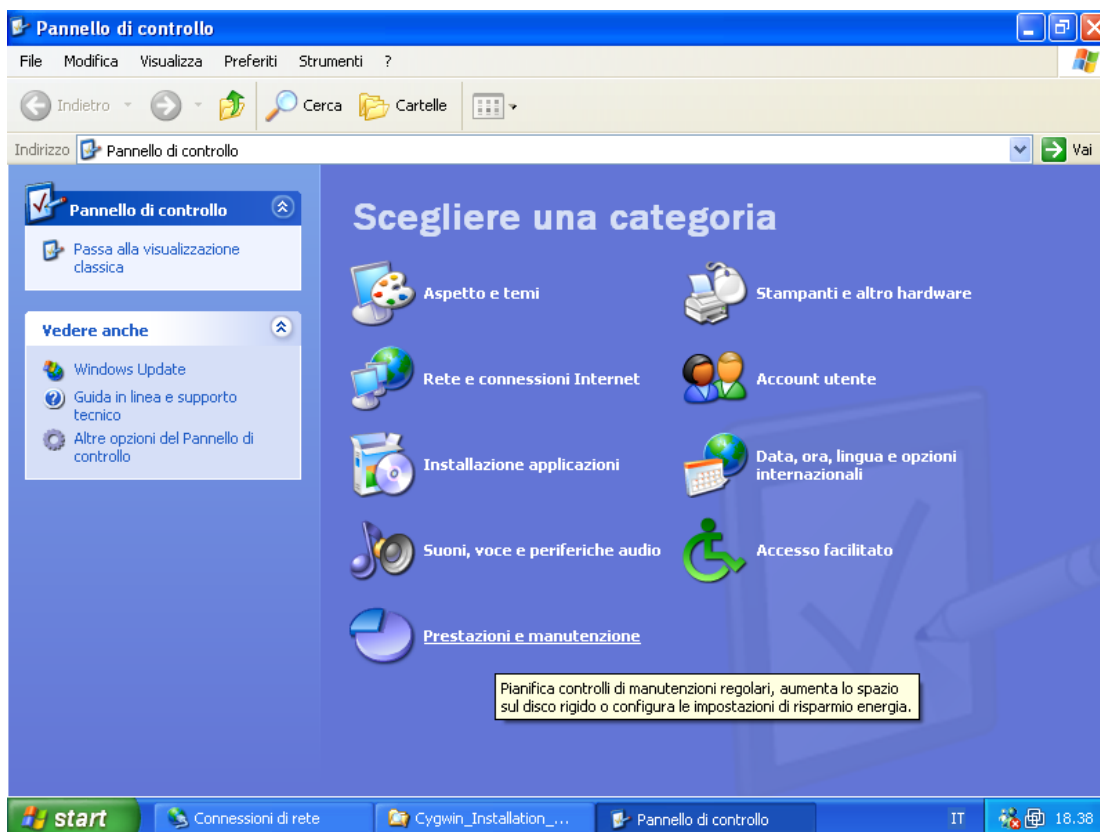 Pannello di controllo
File Modifica Visualizza Preferiti Strumenti ?
Indietro Cerca Cartelle
Indirizzo Pannello di controllo Vai
Pannello di controllo
Passa alla visualizzazione
classica
Vedere anche
Windows Update
Guida in linea e supporto
tecnico
Altre opzioni del Pannello di
controllo
Scegliere una categoria
Aspetto e temi
Stampanti e altro hardware
Rete e connessioni Internet
Account utente
Installazione applicazioni
Data, ora, lingua e opzioni
internazionali
Suoni, voce e periferiche audio
Accesso facilitato
Prestazioni e manutenzione
Pianifica controlli di manutenzioni regolari, aumenta lo spazio
sul disco rigido o configura le impostazioni di risparmio energia.
start Connessioni di rete Cygwin_Installation_... Pannello di controllo IT 18.38